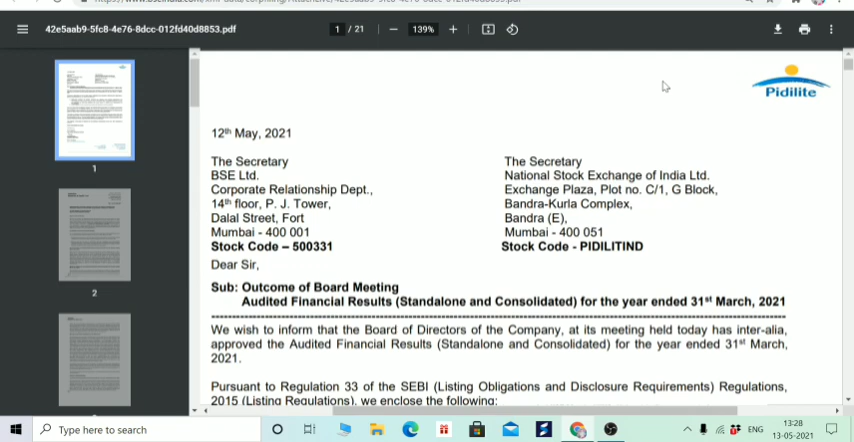 42e5aab9-5fc8-4e76-8dcc-012fd40d8853.pdf
1 / 21
139%
Pidilite
12th May, 2021
The Secretary
BSE Ltd.
Corporate Relationship Dept.,
14th floor, P. J. Tower,
Dalal Street, Fort
Mumbai - 400 001
Stock Code – 500331
The Secretary
National Stock Exchange of India Ltd.
Exchange Plaza, Plot no. C/1, G Block,
Bandra-Kurla Complex,
Bandra (E),
Mumbai - 400 051
Stock Code - PIDILITIND
Dear Sir,
Sub: Outcome of Board Meeting
Audited Financial Results (Standalone and Consolidated) for the year ended 31st March, 2021
We wish to inform that the Board of Directors of the Company, at its meeting held today has inter-alia,
approved the Audited Financial Results (Standalone and Consolidated) for the year ended 31st March,
2021.
Pursuant to Regulation 33 of the SEBI (Listing Obligations and Disclosure Requirements) Regulations,
2015 (Listing Regulations), we enclose the following:
1
2
Type here to search
ENG
13:28
13-05-2021